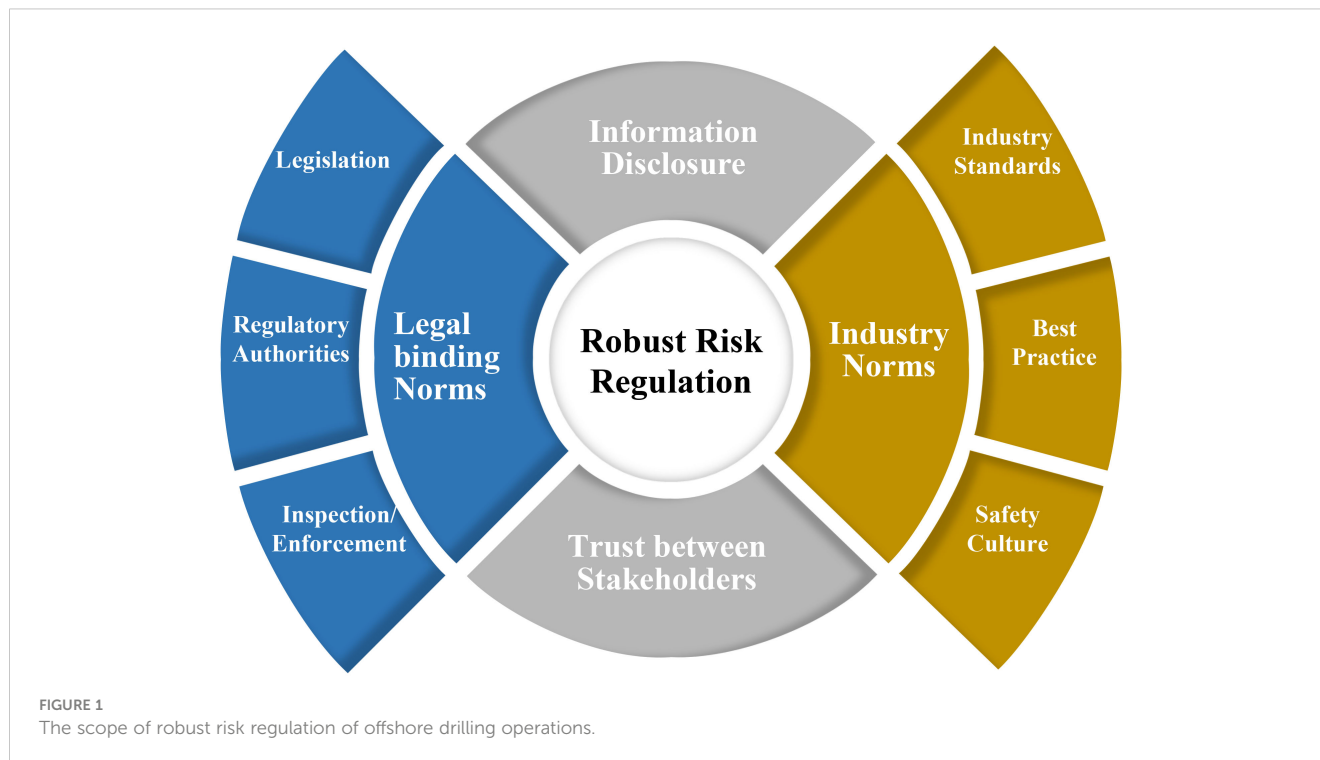 Information
Disclosure
Legislation
Regulatory
Authorities
Inspection/
Enforcement
Legal
binding
Norms
Robust Risk
Regulation
Industry
Norms
Industry
Standards
Best
Practice
Safety
Culture
Trust between
Stakeholders
FIGURE 1
The scope of robust risk regulation of offshore drilling operations.